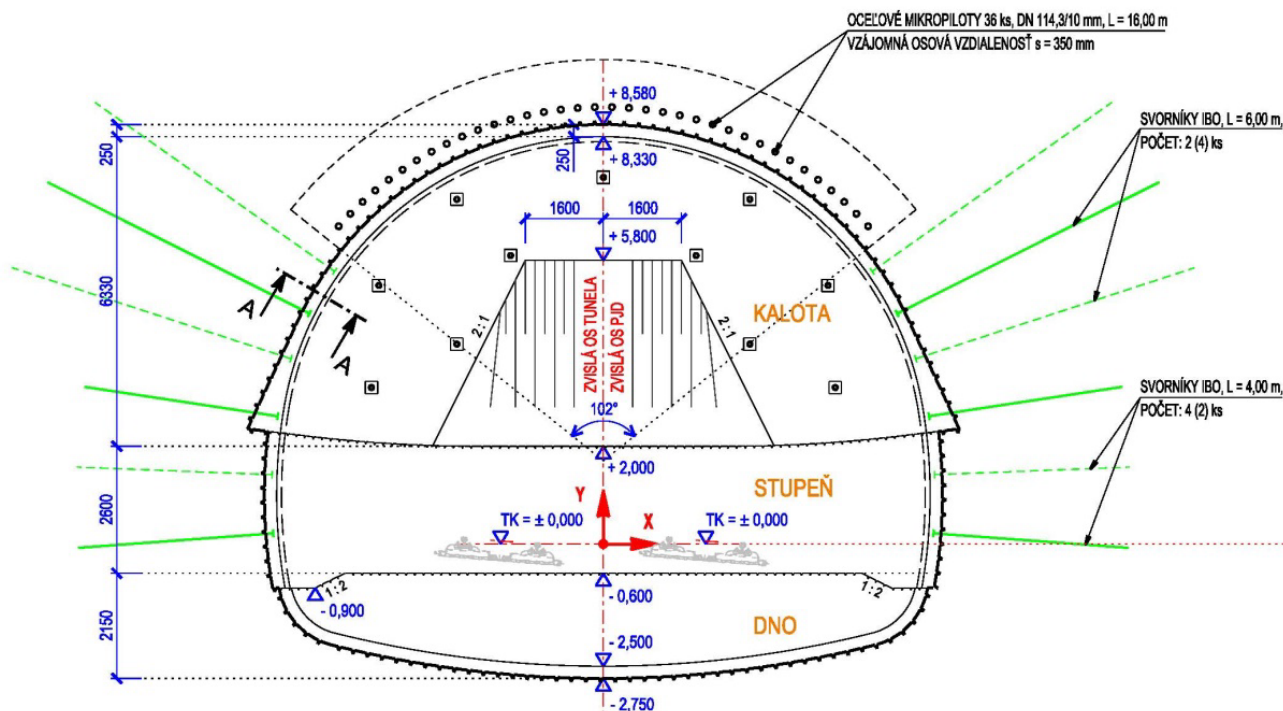 OCEĽOVÉ MIKROPILOTY 36 ks, DN 114,3/10 mm, L = 16,00 m
VZÁJOMNÁ OSOVÁ VZDIALENOSŤ s = 350 mm
+ 8,580
250
250
+ 8,330
SVORNÍKY IBO, L = 6,00 m,
POČET: 2 (4) ks
1600
1600
+ 5,800
6330
A
A
2:1
ZVISLÁ OS TUNELA
ZVISLÁ OS PJD
2:1
KALOTA
SVORNÍKY IBO, L = 4,00 m,
POČET: 4 (2) ks
102°
+ 2,000
STUPEŇ
2600
Y
X
TK = ± 0,000
TK = ± 0,000
1:2
1:2
- 0,900
- 0,600
2150
DNO
- 2,500
- 2,750